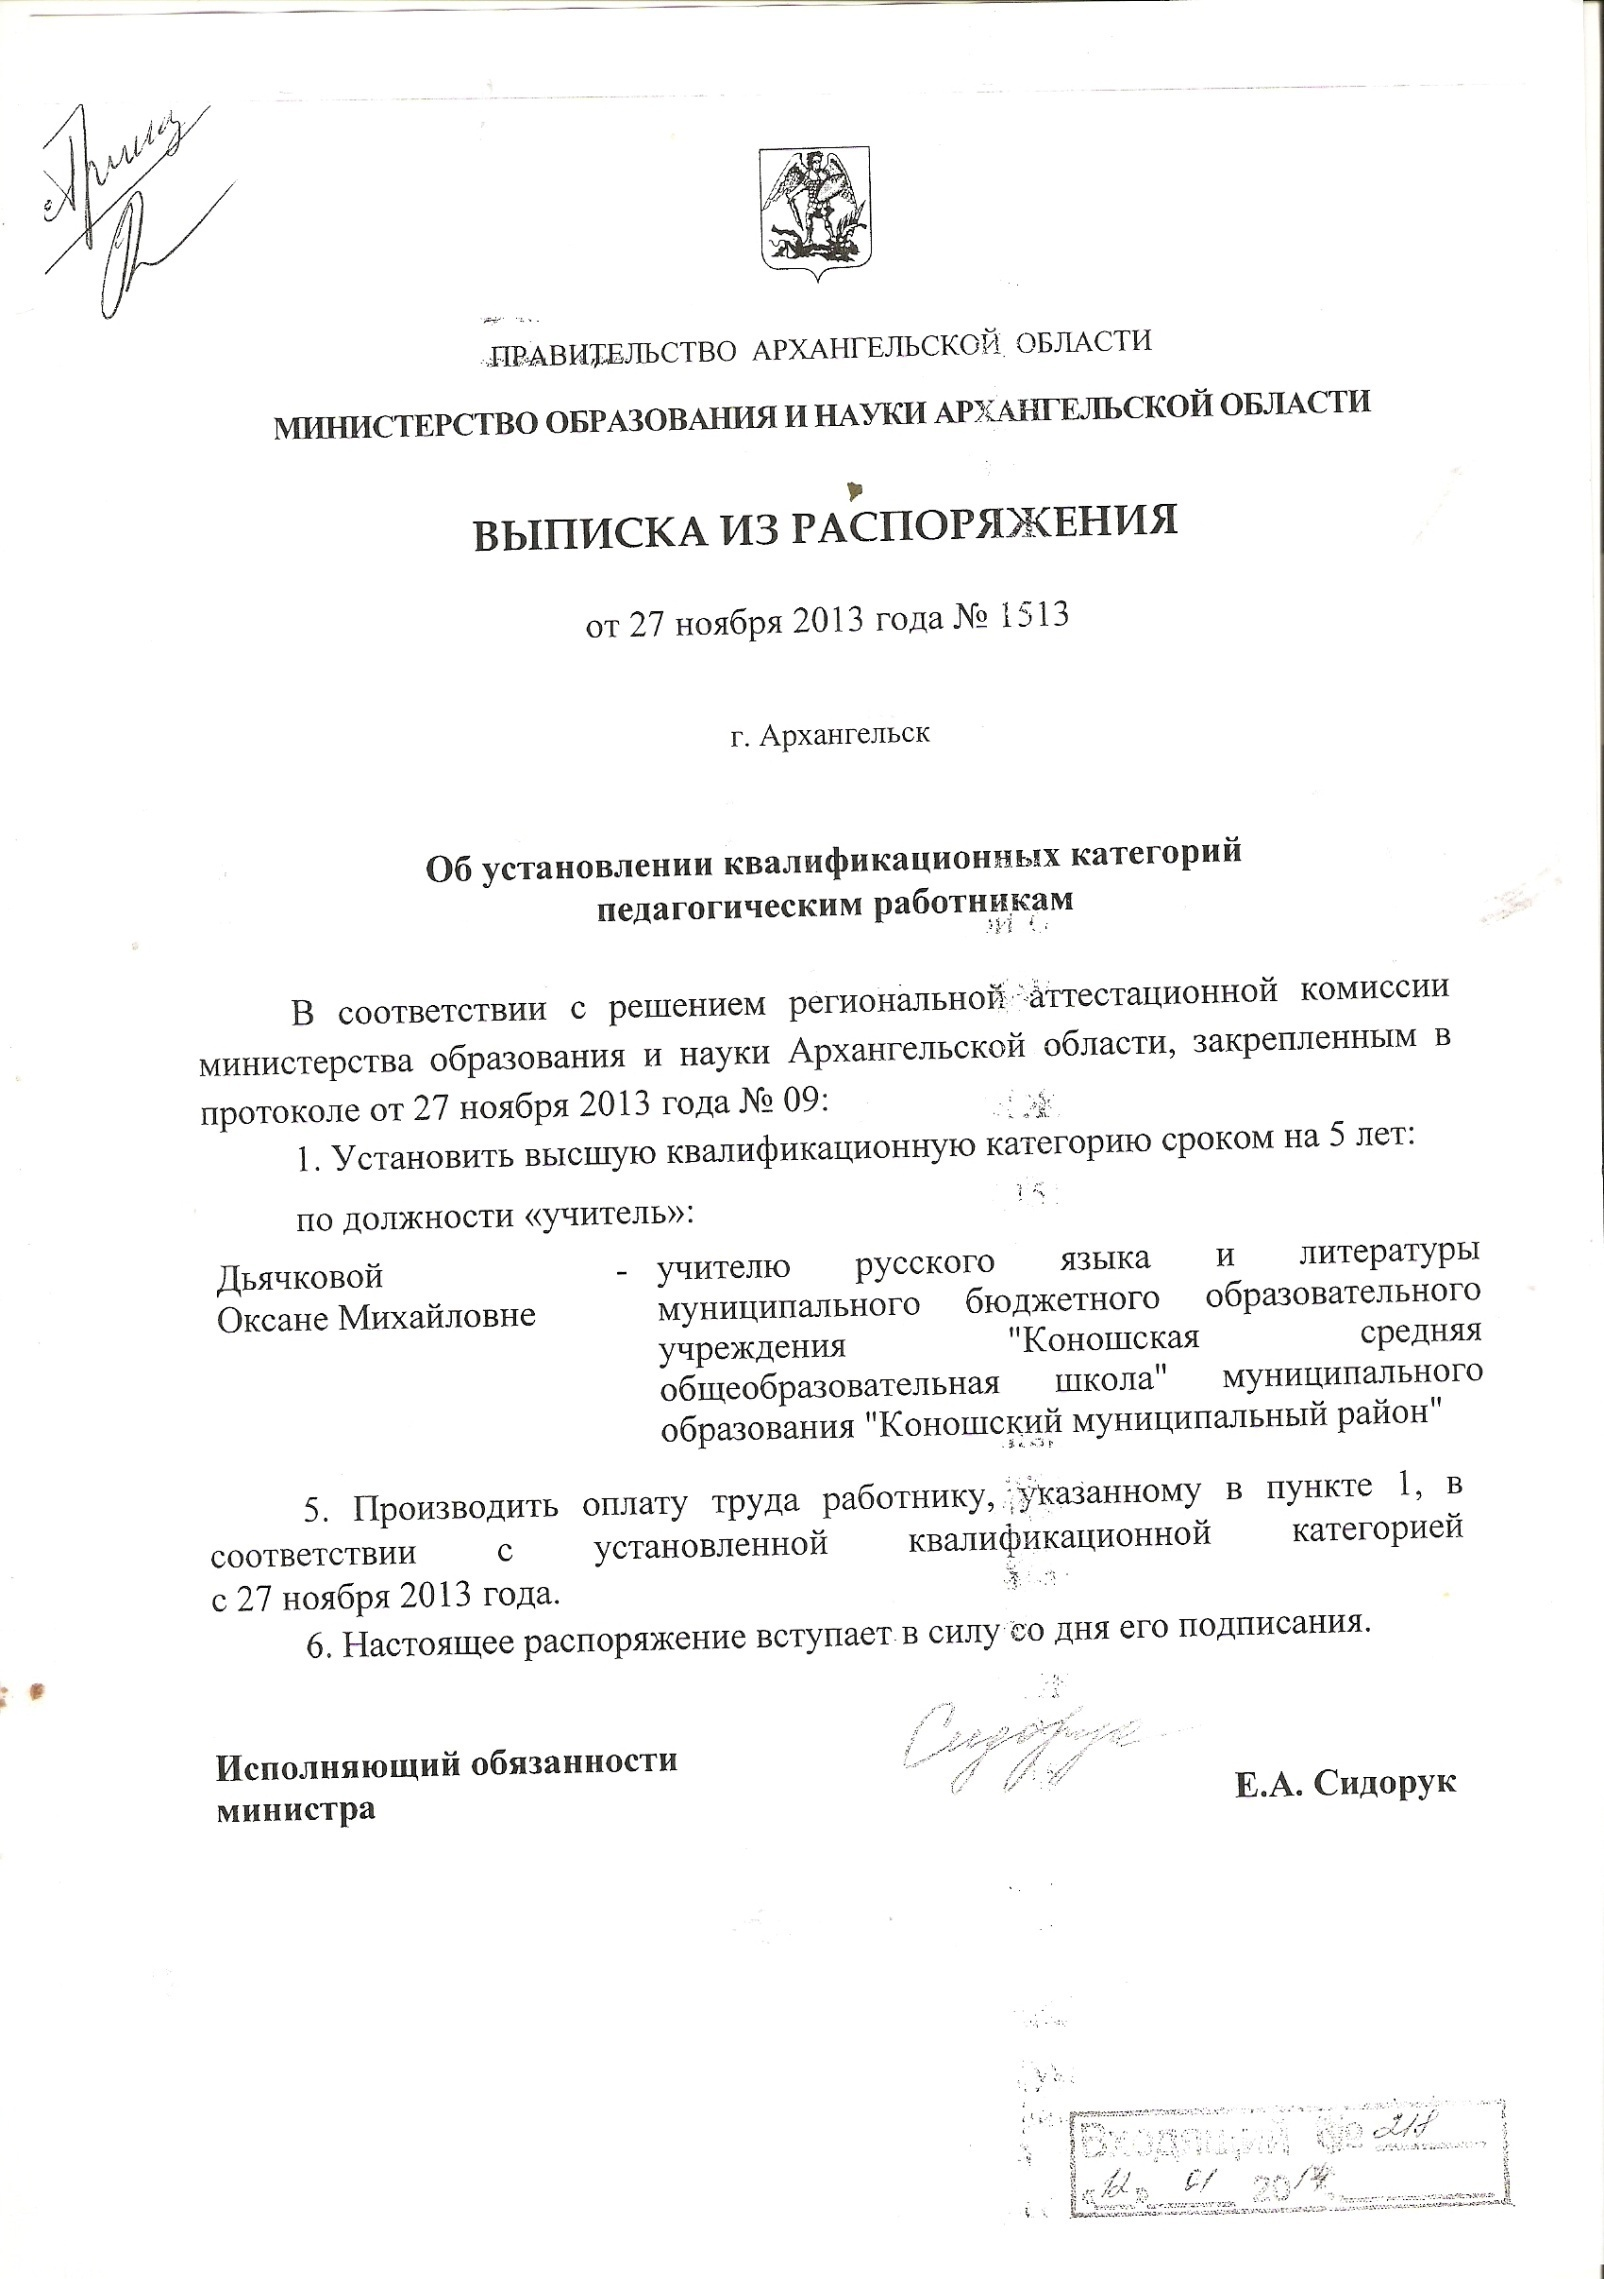 ПРАВИТЕЛЬСТВО АРХАНГЕЛЬСКОЙ ОБЛАСТИ
МИНИСТЕРСТВО ОБРАЗОВАНИЯ И НАУКИ АРХАНГЕЛЬСКОЙ ОБЛАСТИ
ВЫПИСКА ИЗ РАСПОРЯЖЕНИЯ
от 27 ноября 2013 года № 1513
г. Архангельск
Об установлении квалификационных категорий
педагогическим работникам
В соответствии с решением региональной аттестационной комиссии
министерства образования и науки Архангельской области, закрепленным в
протоколе от 27 ноября 2013 года № 09:
1. Установить высшую квалификационную категорию сроком на 5 лет:
по должности «учитель»:
Дьячковой
Оксане Михайловне
- учителю русского языка и литературы
муниципального бюджетного образовательного
учреждения "Коношская средняя
общеобразовательная школа" муниципального
образования "Коношский муниципальный район"
5. Производить оплату труда работнику, указанному в пункте 1, в
соответствии с установленной квалификационной категорией
с 27 ноября 2013 года.
6. Настоящее распоряжение вступает в силу со дня его подписания.
Сидорук
Исполняющий обязанности
министра
Е.А. Сидорук
Входящий № 218